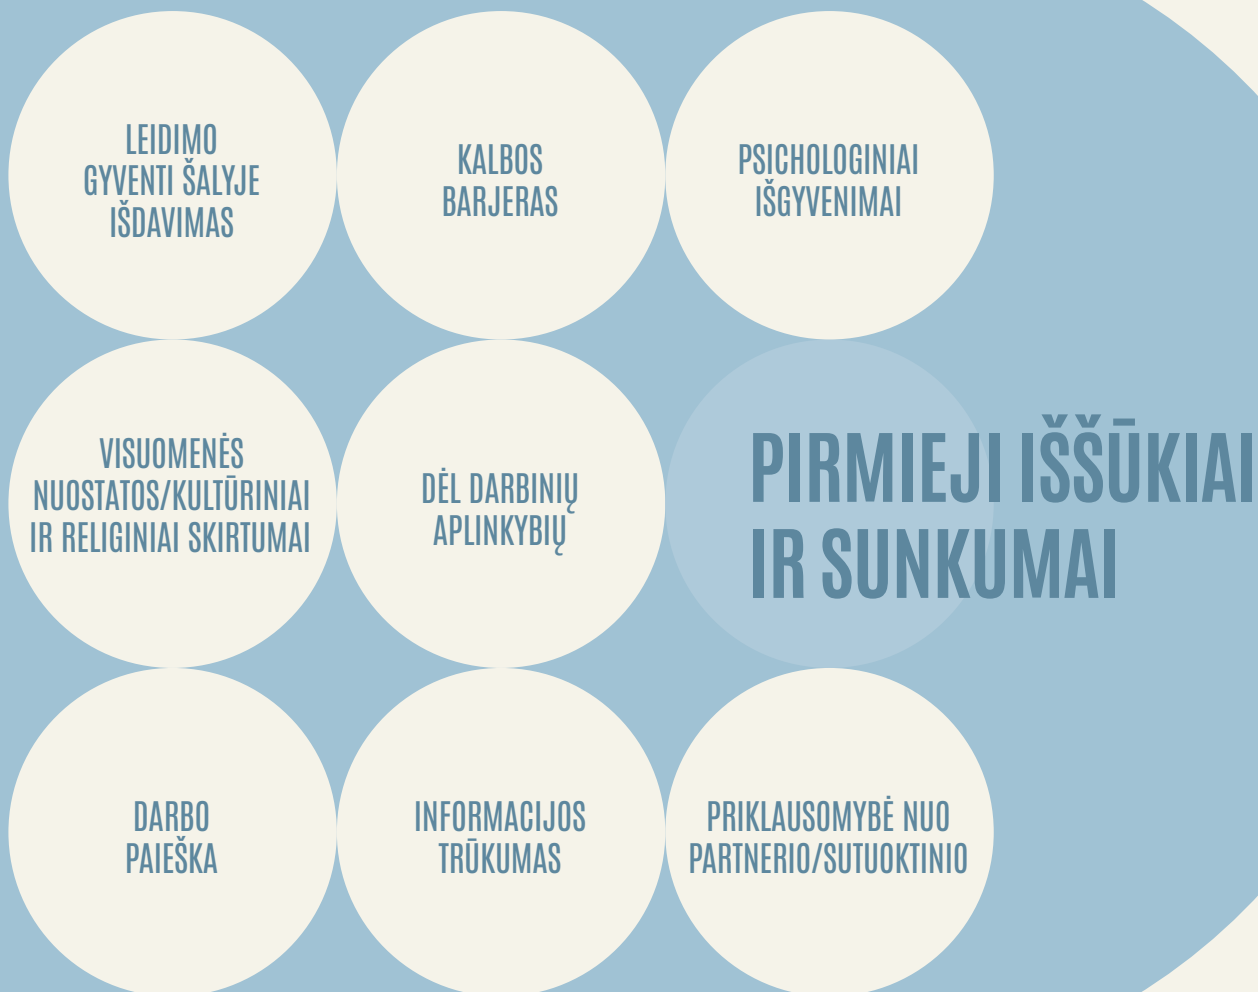 LEIDIMO
GYVENTI ŠALYJE
IŠDAVIMAS
KALBOS
BARJERAS
PSICHOLOGINIAI
IŠGYVENIMAI
VISUOMENĖS
NUOSTATOS/KULTŪRINIAI
IR RELIGINIAI SKIRTUMAI
DĖL DARBINIŲ
APLINKYBIŲ
PIRMIEJI IŠŠŪKIAI
IR SUNKUMAI
DARBO
PAIEŠKA
INFORMACIJOS
TRŪKUMAS
PRIKLAUSOMYBĖ NUO
PARTNERIO/SUTUOKTINIO